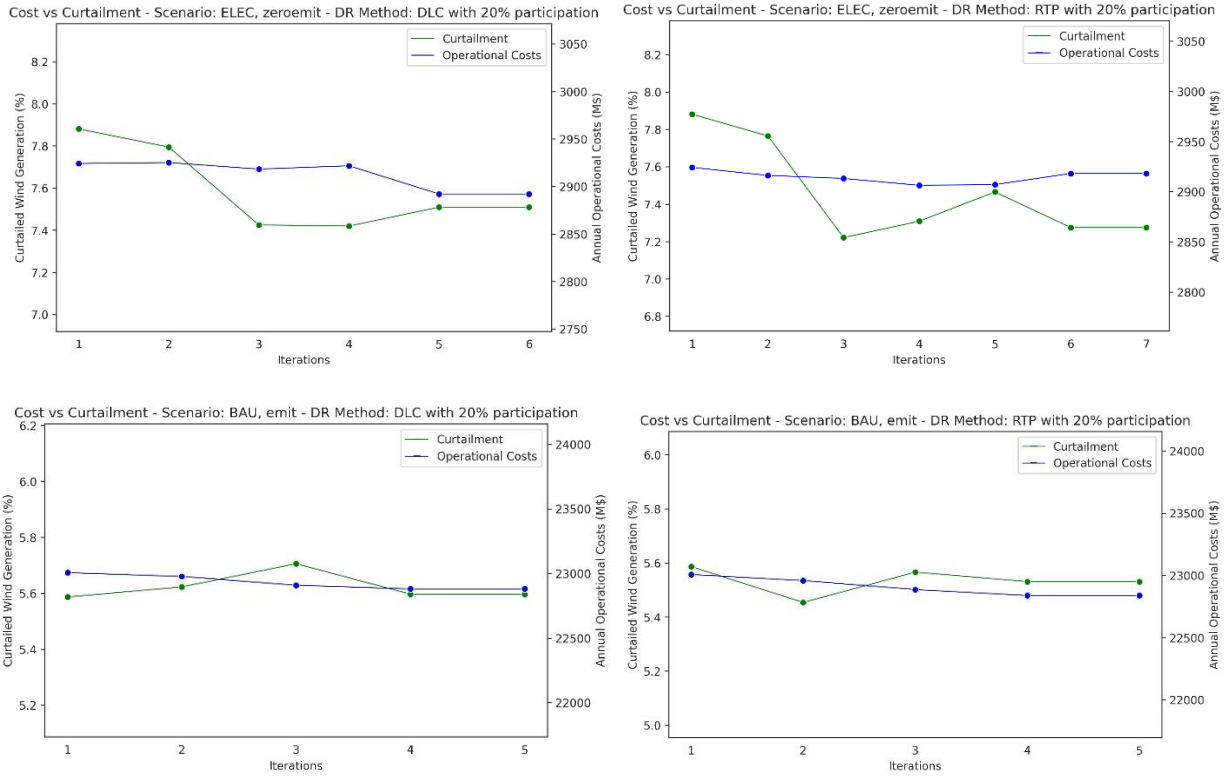 Cost vs Curtailment - Scenario: ELEC, zeroemit - DR Method: DLC with 20% participation
Curtailment
Operational Costs
Curtailed Wind Generation (%)
8.2
8.0
7.8
7.6
7.4
7.2
7.0
3050
3000
2950
2900
2850
2800
2750
Annual Operational Costs (M$)
1 2 3 4 5 6
Iterations
Cost vs Curtailment - Scenario: ELEC, zeroemit - DR Method: RTP with 20% participation
Curtailment
Operational Costs
Curtailed Wind Generation (%)
8.2
8.0
7.8
7.6
7.4
7.2
7.0
6.8
3050
3000
2950
2900
2850
2800
Annual Operational Costs (M$)
1 2 3 4 5 6 7
Iterations
Cost vs Curtailment - Scenario: BAU, emit - DR Method: DLC with 20% participation
Curtailment
Operational Costs
Curtailed Wind Generation (%)
6.2
6.0
5.8
5.6
5.4
5.2
24000
23500
23000
22500
22000
Annual Operational Costs (M$)
1 2 3 4 5
Iterations
Cost vs Curtailment - Scenario: BAU, emit - DR Method: RTP with 20% participation
Curtailment
Operational Costs
Curtailed Wind Generation (%)
6.0
5.8
5.6
5.4
5.2
5.0
24000
23500
23000
22500
22000
Annual Operational Costs (M$)
1 2 3 4 5
Iterations